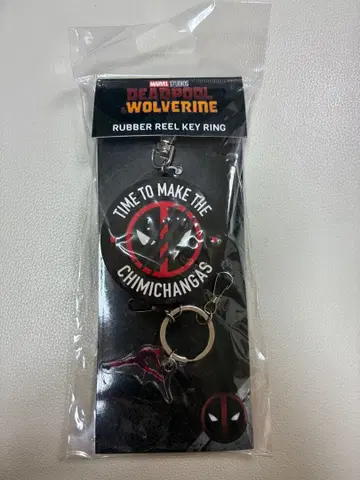 MARVEL STUDIOS
DEADPOOL
& WOLVERINE
RUBBER REEL KEY RING
TIME TO MAKE THE
CHIMICHANGAS